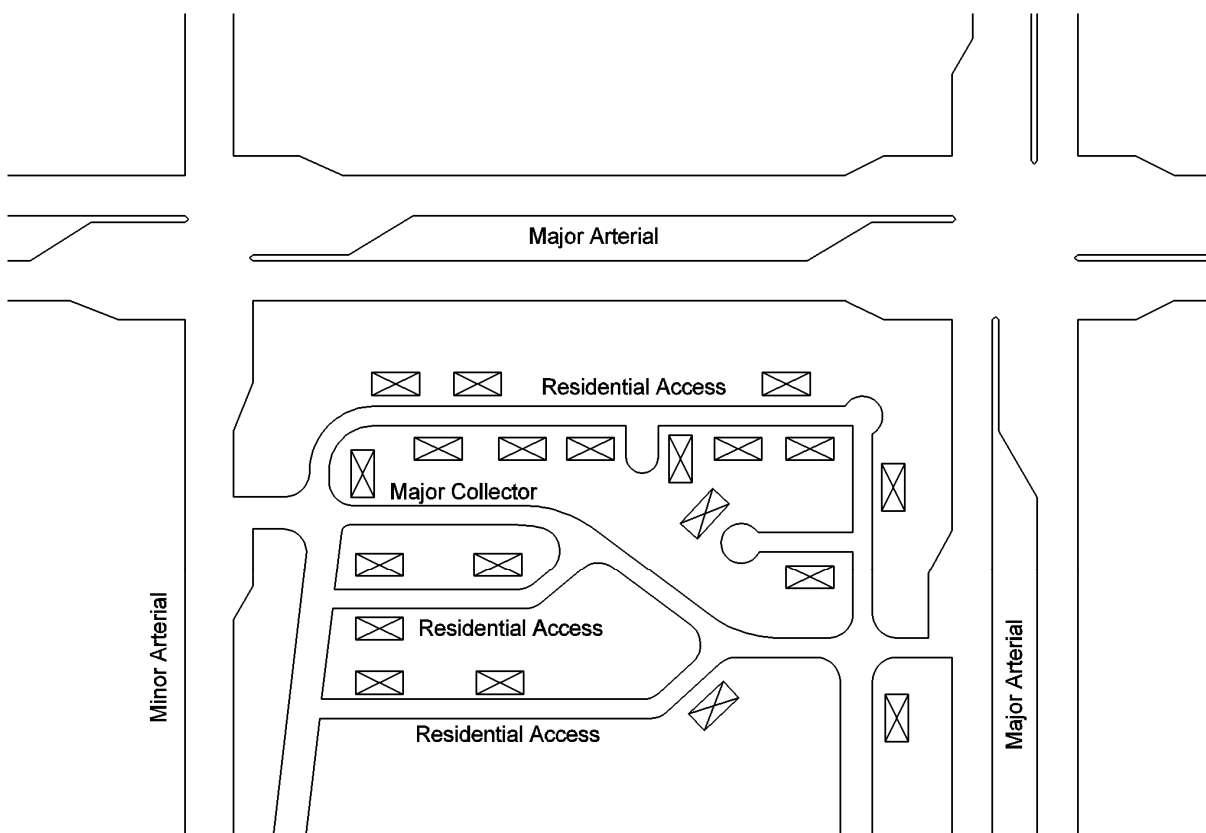 Major Arterial
Residential Access
Major Collector
Residential Access
Minor Arterial
Major Arterial
Residential Access